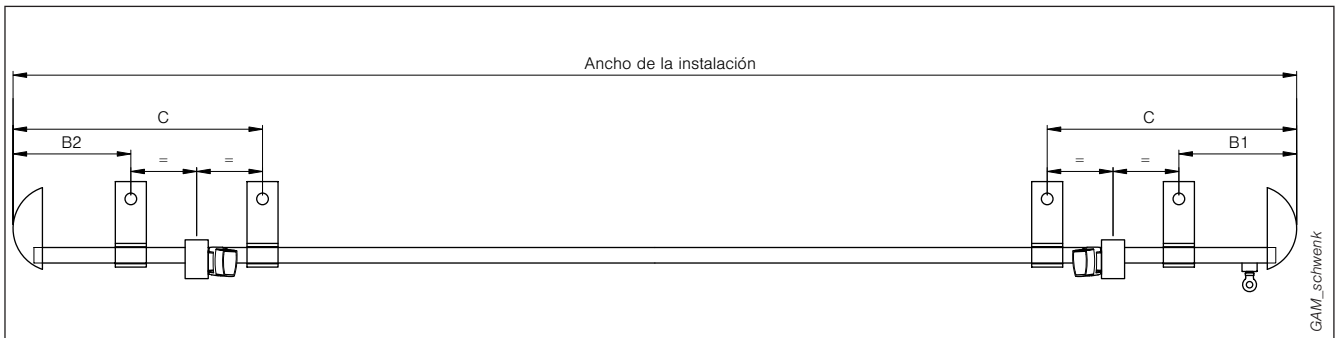 Ancho de la instalación
C C
B2 B1
= = = =
GAM_schwenk